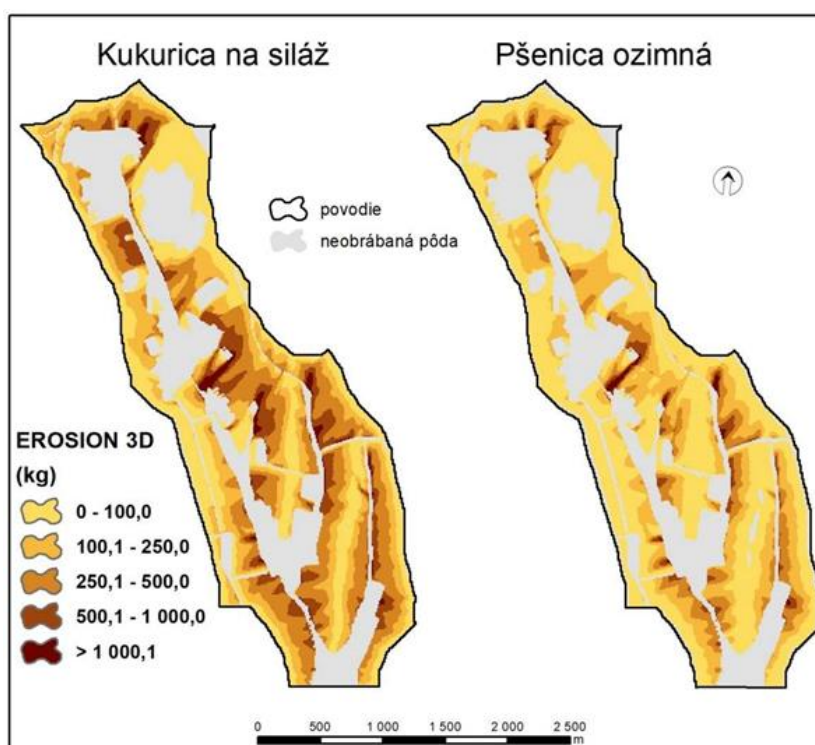 Kukurica na siláž
Pšenica ozimná
povodie
neobrábaná pôda
EROSION 3D
(kg)
0 - 100,0
100,1 - 250,0
250,1 - 500,0
500,1 - 1 000,0
> 1 000,1
0 500 1 000 1 500 2 000 2 500
m